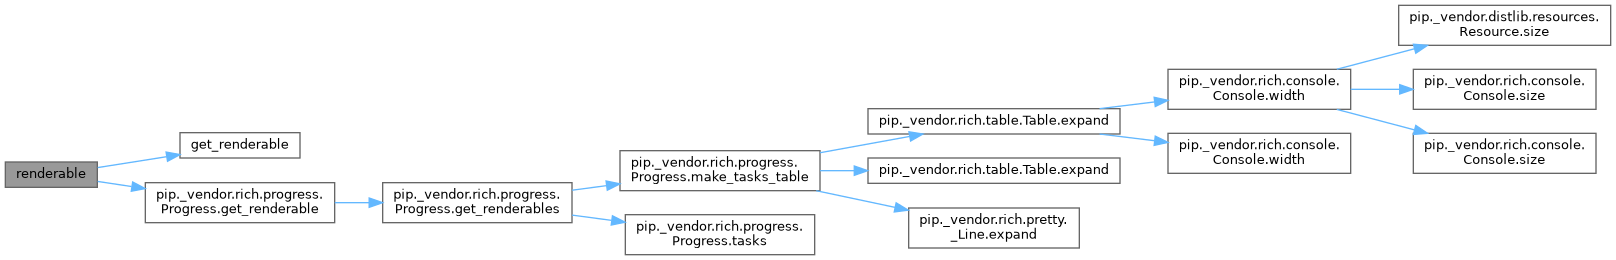 renderable
get_renderable
pip._vendor.rich.progress.
Progress.get_renderable
pip._vendor.rich.progress.
Progress.get_renderables
pip._vendor.rich.progress.
Progress.make_tasks_table
pip._vendor.rich.progress.
Progress.tasks
pip._vendor.rich.table.Table.expand
pip._vendor.rich.table.Table.expand
pip._vendor.rich.pretty.
_Line.expand
pip._vendor.rich.console.
Console.width
pip._vendor.rich.console.
Console.width
pip._vendor.distlib.resources.
Resource.size
pip._vendor.rich.console.
Console.size
pip._vendor.rich.console.
Console.size